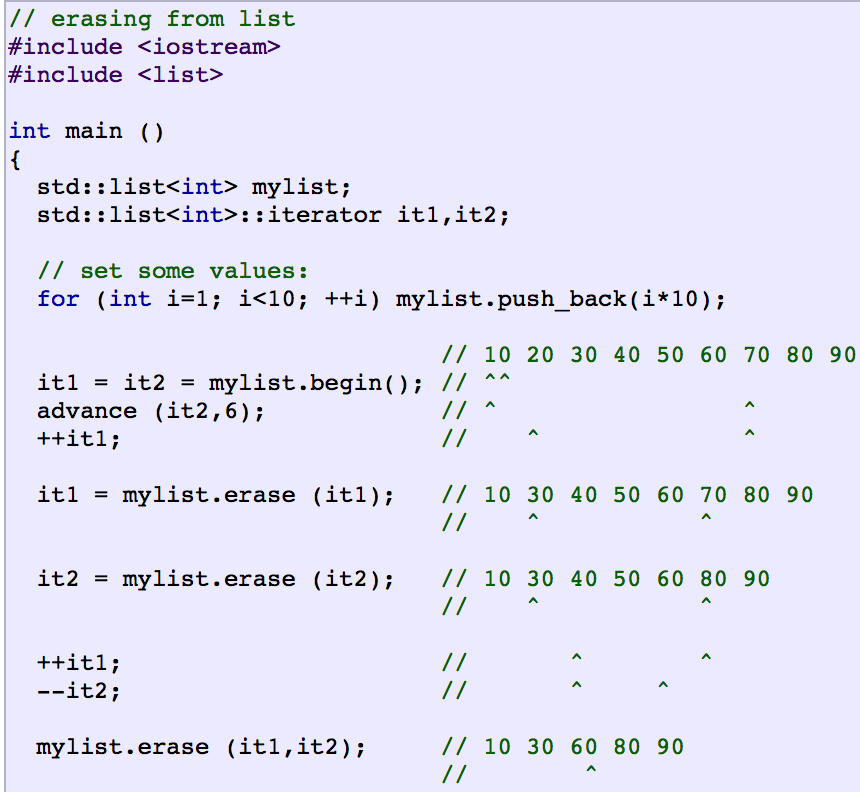 // erasing from list
#include <iostream>
#include <list>

int main ()
{
  std::list<int> mylist;
  std::list<int>::iterator it1,it2;

  // set some values:
  for (int i=1; i<10; ++i) mylist.push_back(i*10);

                              // 10 20 30 40 50 60 70 80 90
  it1 = it2 = mylist.begin(); // ^^
  advance (it2,6);            // ^                 ^
  ++it1;                      //    ^              ^

  it1 = mylist.erase (it1);   // 10 30 40 50 60 70 80 90
                              //    ^           ^

  it2 = mylist.erase (it2);   // 10 30 40 50 60 80 90
                              //    ^           ^

  ++it1;                      //       ^        ^
  --it2;                      //       ^     ^

  mylist.erase (it1,it2);     // 10 30 60 80 90
                              //        ^